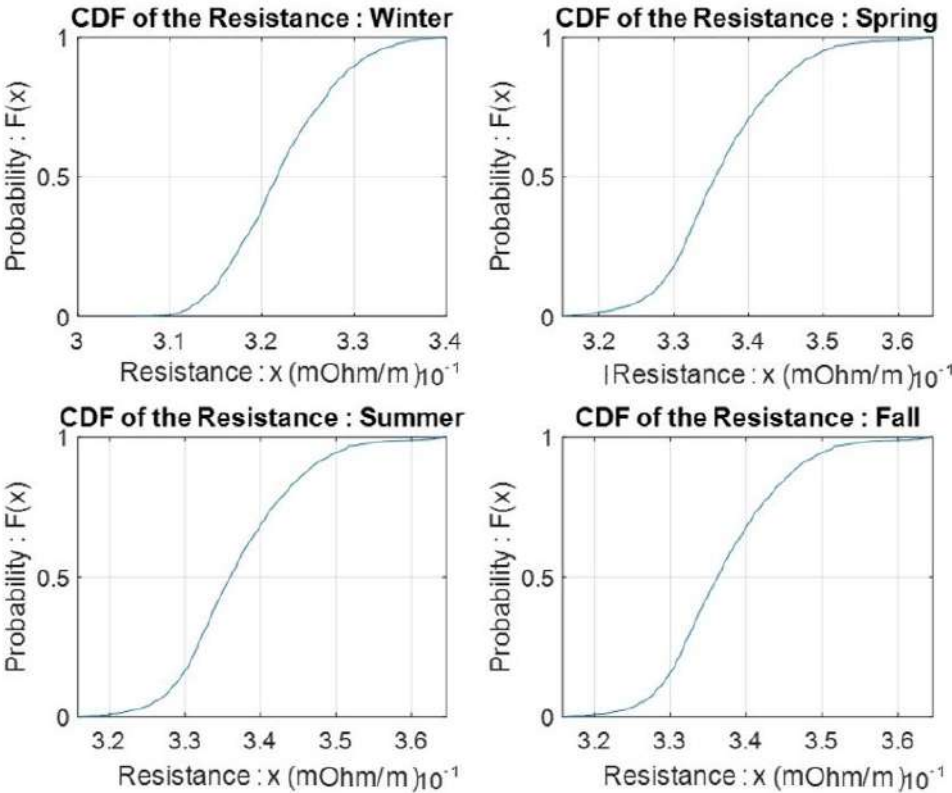 CDF of the Resistance : Winter
Probability : F(x)
1
0.5
0
3 3.1 3.2 3.3 3.4
Resistance : x (mOhm/m)10⁻¹
CDF of the Resistance : Spring
Probability : F(x)
1
0.5
0
3.2 3.3 3.4 3.5 3.6
|Resistance : x (mOhm/m)10⁻¹
CDF of the Resistance : Summer
Probability : F(x)
1
0.5
0
3.2 3.3 3.4 3.5 3.6
Resistance : x (mOhm/m)10⁻¹
CDF of the Resistance : Fall
Probability : F(x)
1
0.5
0
3.2 3.3 3.4 3.5 3.6
Resistance : x (mOhm/m)10⁻¹